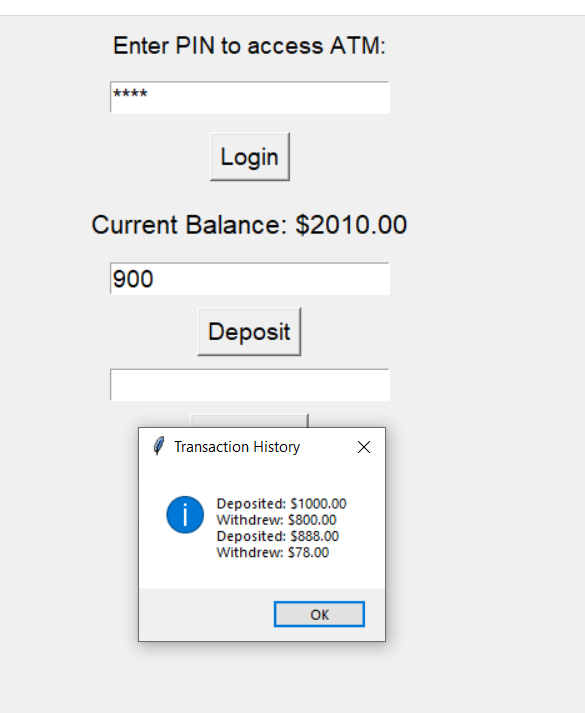 Enter PIN to access ATM:
****
Login
Current Balance: $2010.00
900
Deposit
Transaction History
Deposited: $1000.00
Withdrew: $800.00
Deposited: $888.00
Withdrew: $78.00
OK